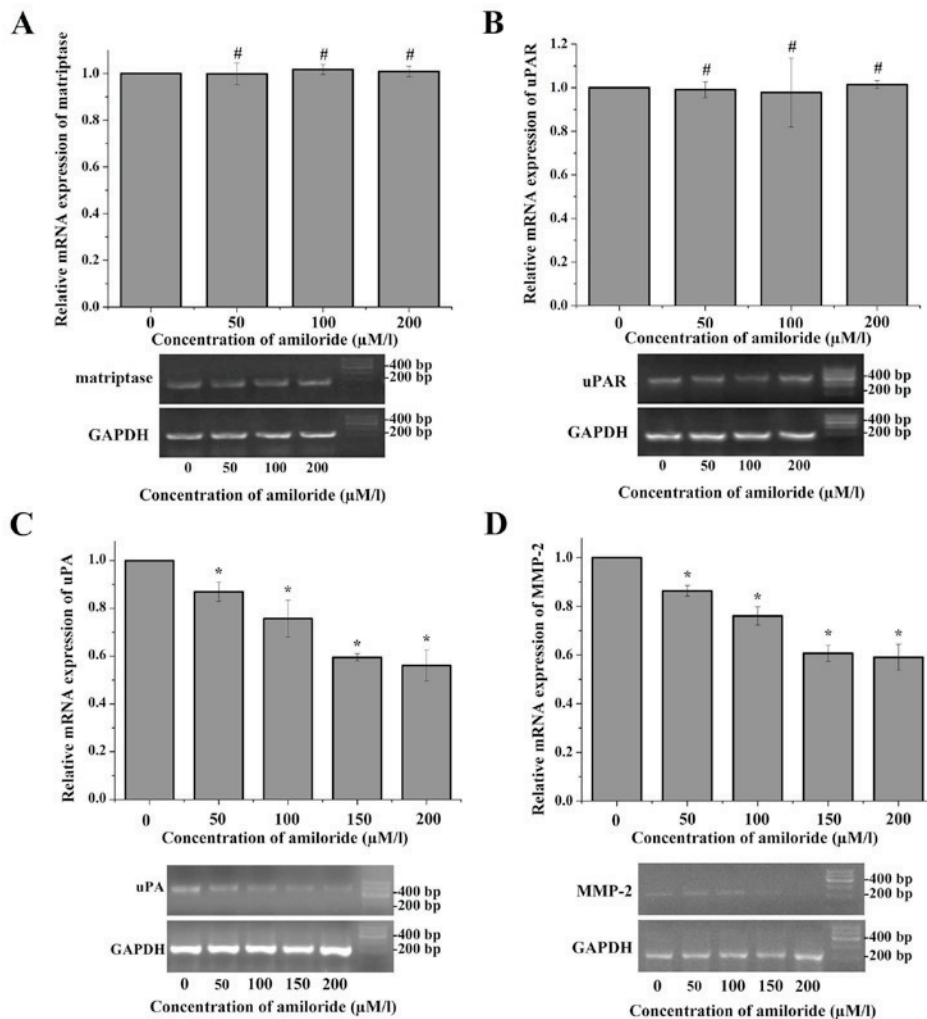 A
Relative mRNA expression of matriptase
1.0
0.8
0.6
0.4
0.2
0.0
# # #
0 50 100 200
Concentration of amiloride (µM/l)
matriptase
400 bp
200 bp
GAPDH
400 bp
200 bp
0 50 100 200
Concentration of amiloride (µM/l)
B
Relative mRNA expression of uPAR
1.2
1.0
0.8
0.6
0.4
0.2
0.0
# # #
0 50 100 200
Concentration of amiloride (µM/l)
uPAR
400 bp
200 bp
GAPDH
400 bp
200 bp
0 50 100 200
Concentration of amiloride (µM/l)
C
Relative mRNA expression of uPA
1.0
0.8
0.6
0.4
0.2
0.0
* * * *
0 50 100 150 200
Concentration of amiloride (µM/l)
uPA
400 bp
200 bp
GAPDH
400 bp
200 bp
0 50 100 150 200
Concentration of amiloride (µM/l)
D
Relative mRNA expression of MMP-2
1.0
0.8
0.6
0.4
0.2
0.0
* * * *
0 50 100 150 200
Concentration of amiloride (µM/l)
MMP-2
400 bp
200 bp
GAPDH
400 bp
200 bp
0 50 100 150 200
Concentration of amiloride (µM/l)